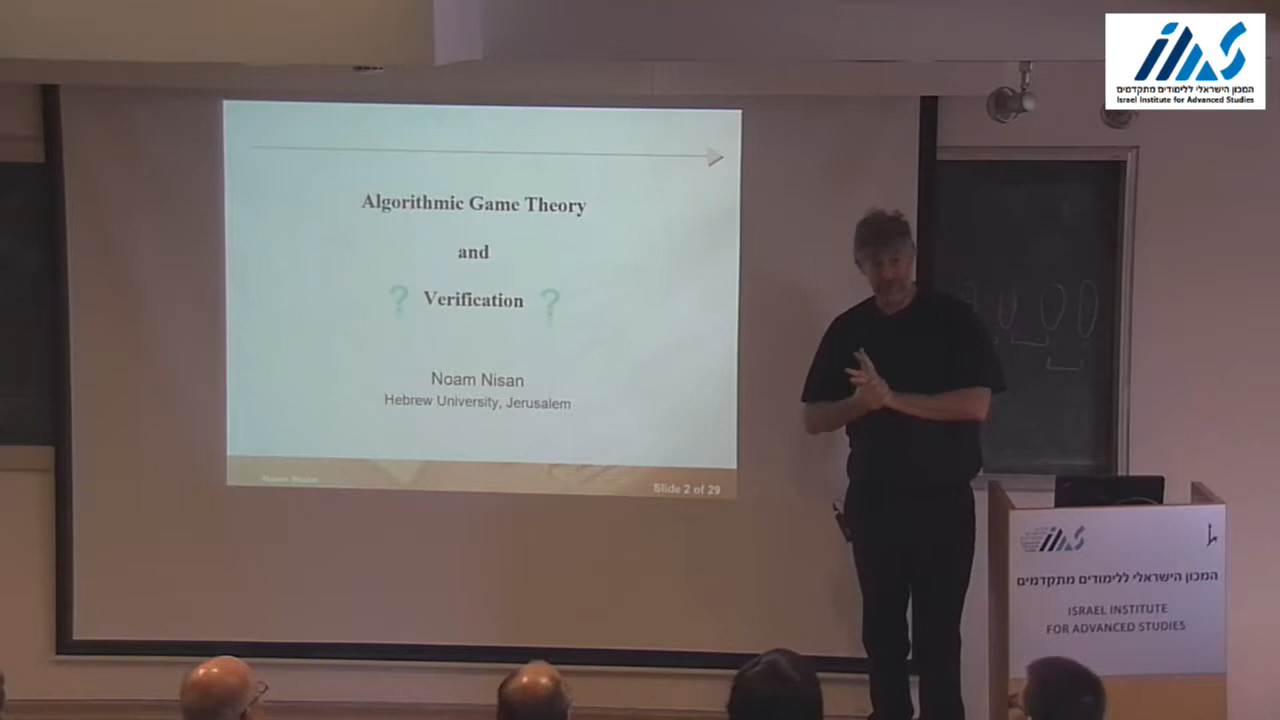 המכון הישראלי ללימודים מתקדמים
Israel Institute for Advanced Studies
Algorithmic Game Theory
and
? Verification ?
Noam Nisan
Hebrew University, Jerusalem
Slide 2 of 29
המכון הישראלי ללימודים מתקדמים
ISRAEL INSTITUTE
FOR ADVANCED STUDIES